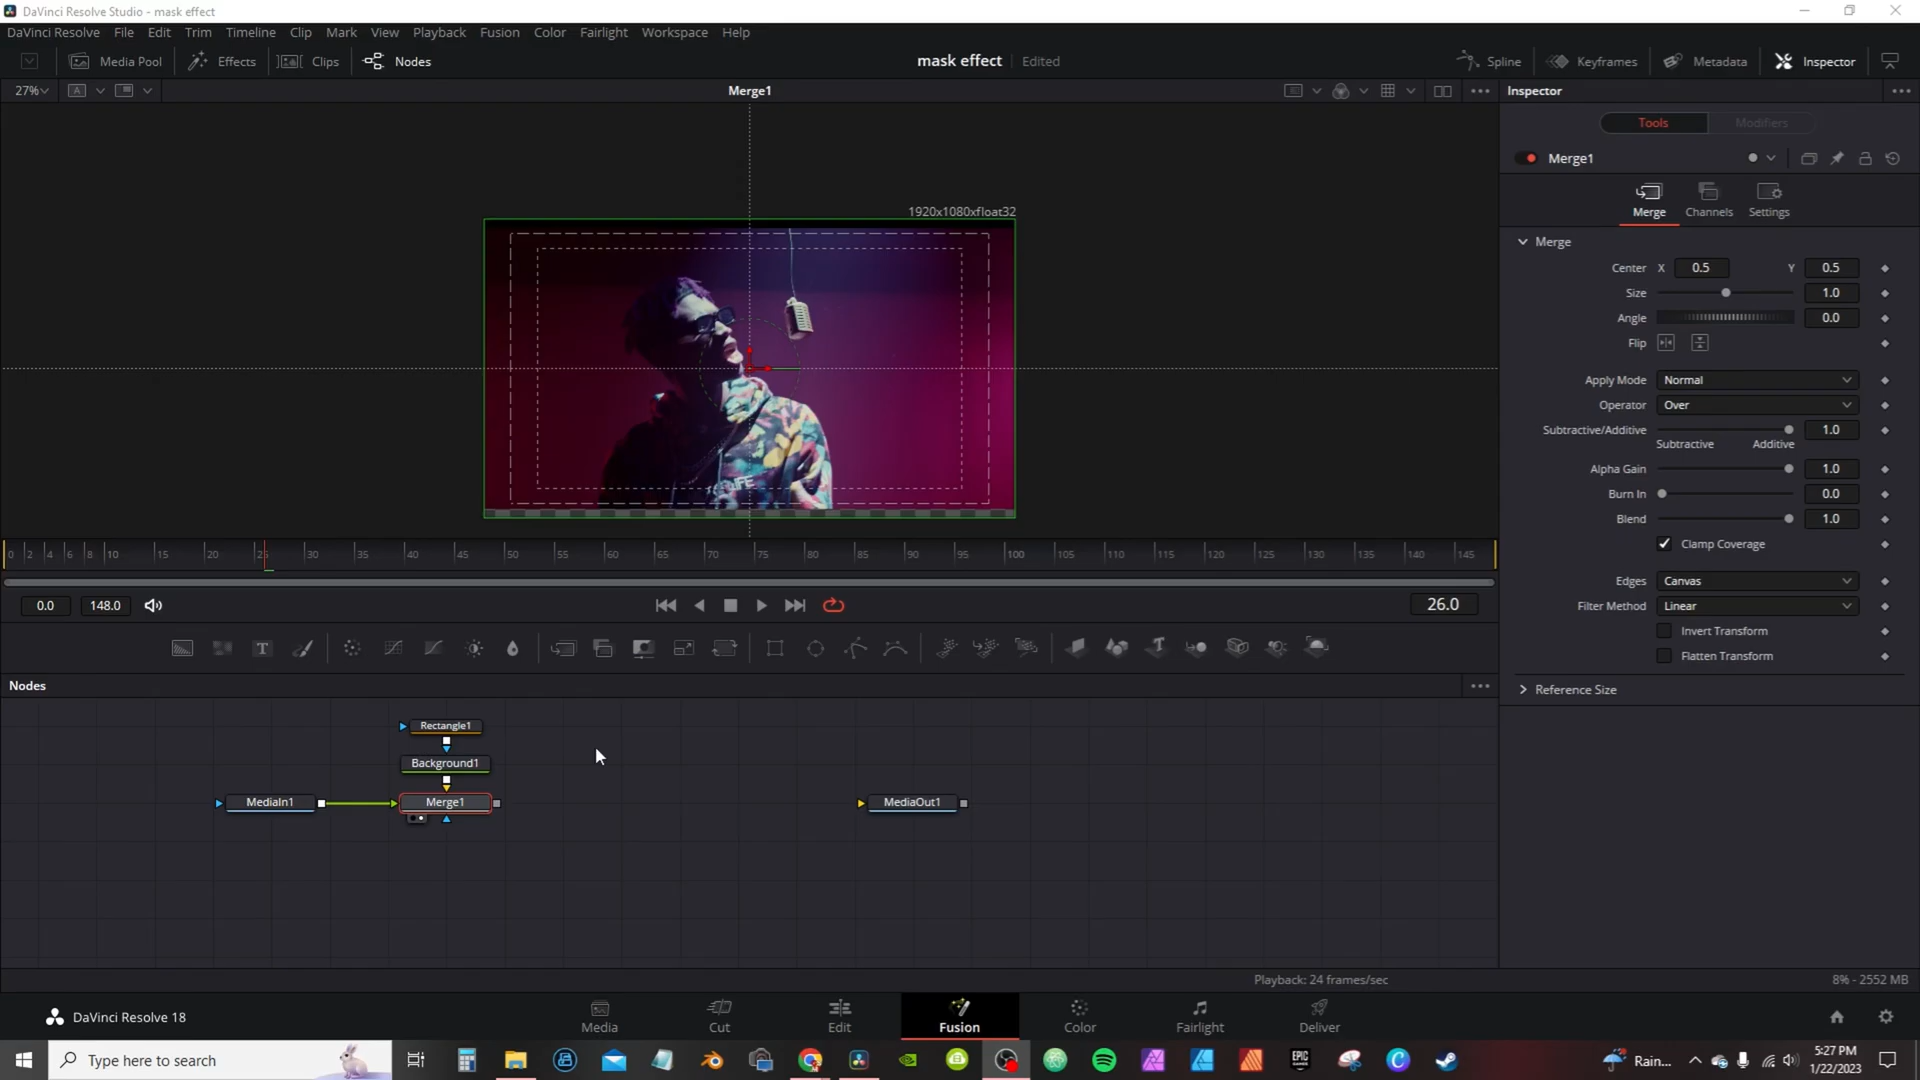 DaVinci Resolve Studio - mask effect
DaVinci Resolve File Edit Trim Timeline Clip Mark View Playback Fusion Color Fairlight Workspace Help
Media Pool Effects Clips Nodes mask effect Edited Spline Keyframes Metadata Inspector
27% A Merge1 Inspector
Tools Modifiers
Merge1
Merge Channels Settings
1920x1080xfloat32
Merge
Center X 0.5 Y 0.5
Size 1.0
Angle 0.0
Flip
Apply Mode Normal
Operator Over
Subtractive/Additive 1.0
Subtractive Additive
Alpha Gain 1.0
Burn In 0.0
Blend 1.0
Clamp Coverage
Edges Canvas
Filter Method Linear
Invert Transform
Flatten Transform
Reference Size
0 2 4 6 8 10 15 20 25 30 35 40 45 50 55 60 65 70 75 80 85 90 95 100 105 110 115 120 125 130 135 140 145
0.0 148.0 26.0
T
Nodes
Rectangle1
Background1
MediaIn1 Merge1 MediaOut1
Playback: 24 frames/sec 8% - 2552 MB
DaVinci Resolve 18 Media Cut Edit Fusion Color Fairlight Deliver
Type here to search EPIC GAMES Rain... 5:27 PM
1/22/2023